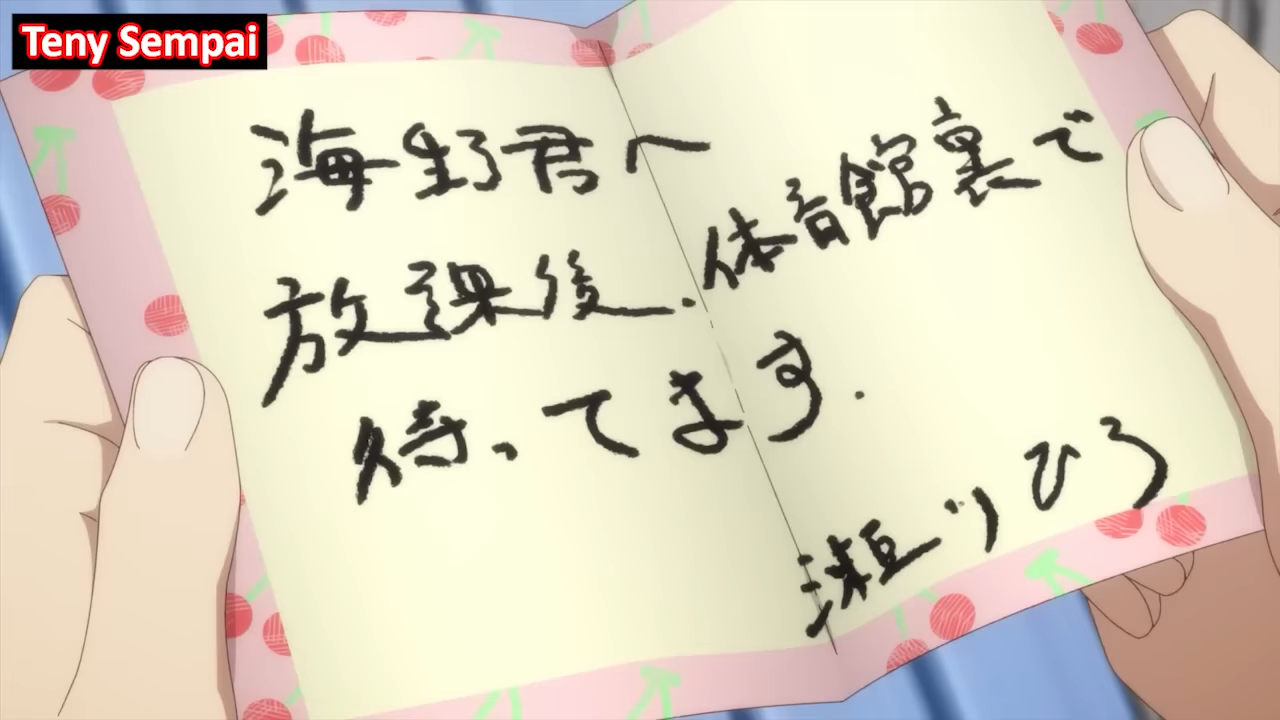 Teny Sempai
海野君へ
放課後、体育館裏で
待ってます.
瀬川ひろ